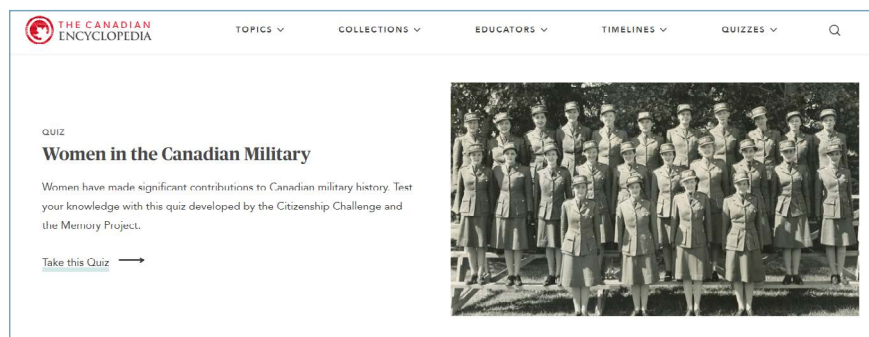 THE CANADIAN
ENCYCLOPEDIA
TOPICS
COLLECTIONS
EDUCATORS
TIMELINES
QUIZZES
QUIZ
Women in the Canadian Military
Women have made significant contributions to Canadian military history. Test
your knowledge with this quiz developed by the Citizenship Challenge and
the Memory Project.
Take this Quiz